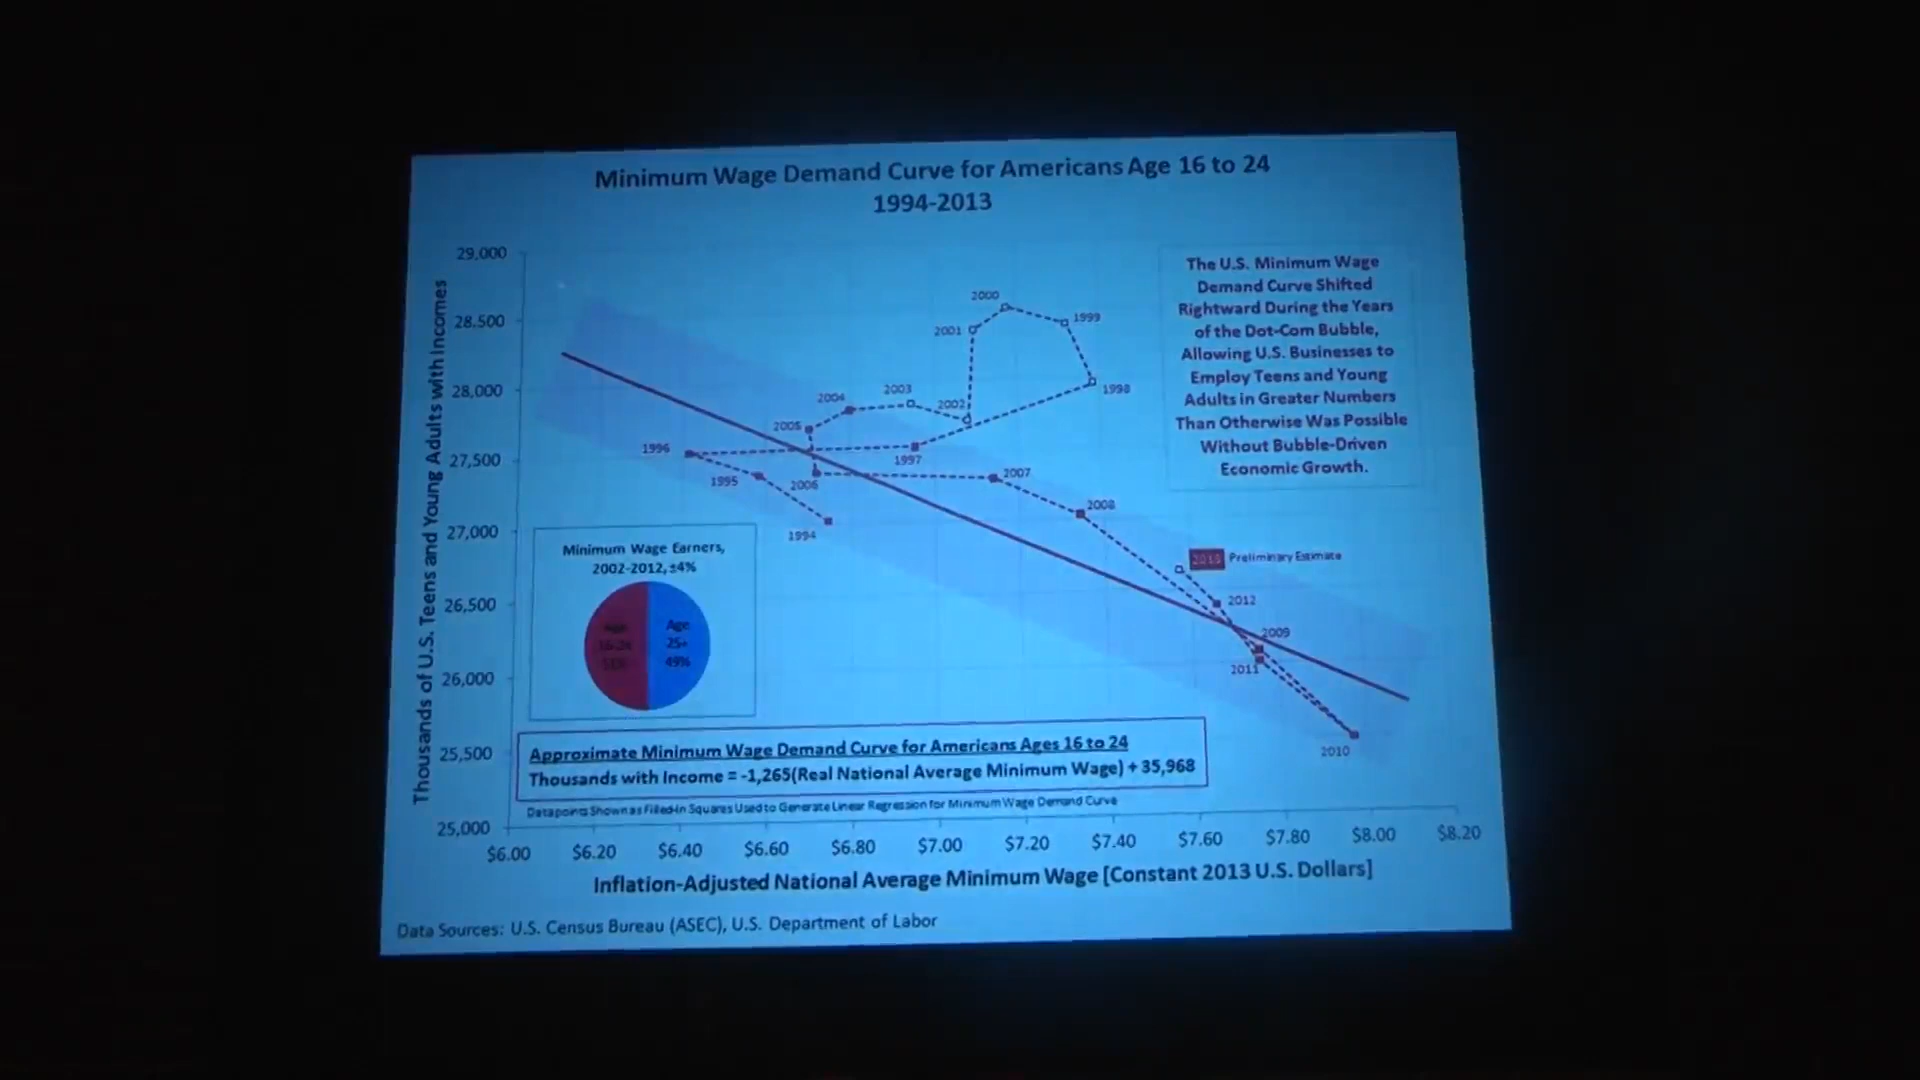 Minimum Wage Demand Curve for Americans Age 16 to 24
1994-2013
Thousands of U.S. Teens and Young Adults with Incomes
29,000
28,500
28,000
27,500
27,000
26,500
26,000
25,500
25,000
2000
2001
1999
1998
2004
2003
2002
2005
1996
1997
1995
2006
2007
1994
2008
Preliminary Estimate
2012
2009
2011
2010
The U.S. Minimum Wage
Demand Curve Shifted
Rightward During the Years
of the Dot-Com Bubble,
Allowing U.S. Businesses to
Employ Teens and Young
Adults in Greater Numbers
Than Otherwise Was Possible
Without Bubble-Driven
Economic Growth.
Minimum Wage Earners,
2002-2012, ±4%
Age
Age
25+
49%
Approximate Minimum Wage Demand Curve for Americans Ages 16 to 24
Thousands with Income = -1,265(Real National Average Minimum Wage) + 35,968
Datapoints Shown as Filled-In Squares Used to Generate Linear Regression for Minimum Wage Demand Curve
$6.00 $6.20 $6.40 $6.60 $6.80 $7.00 $7.20 $7.40 $7.60 $7.80 $8.00 $8.20
Inflation-Adjusted National Average Minimum Wage [Constant 2013 U.S. Dollars]
Data Sources: U.S. Census Bureau (ASEC), U.S. Department of Labor